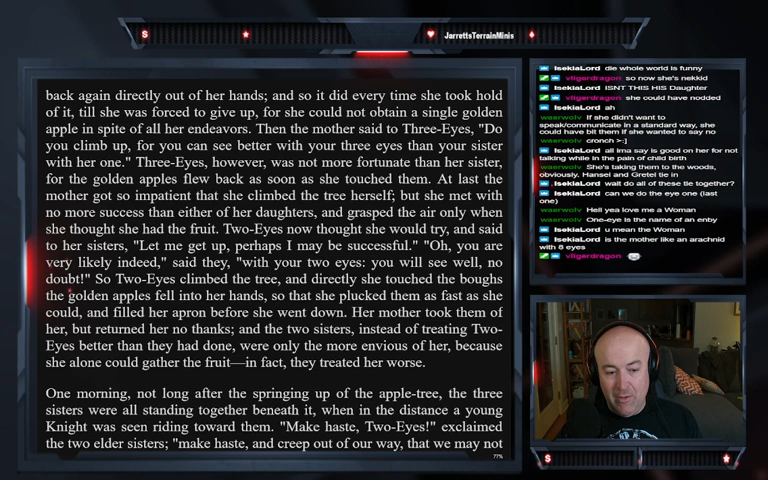 JarrettsTerrainMinis
back again directly out of her hands; and so it did every time she took hold
of it, till she was forced to give up, for she could not obtain a single golden
apple in spite of all her endeavors. Then the mother said to Three-Eyes, "Do
you climb up, for you can see better with your three eyes than your sister
with her one." Three-Eyes, however, was not more fortunate than her sister,
for the golden apples flew back as soon as she touched them. At last the
mother got so impatient that she climbed the tree herself; but she met with
no more success than either of her daughters, and grasped the air only when
she thought she had the fruit. Two-Eyes now thought she would try, and said
to her sisters, "Let me get up, perhaps I may be successful." "Oh, you are
very likely indeed," said they, "with your two eyes: you will see well, no
doubt!" So Two-Eyes climbed the tree, and directly she touched the boughs
the golden apples fell into her hands, so that she plucked them as fast as she
could, and filled her apron before she went down. Her mother took them of
her, but returned her no thanks; and the two sisters, instead of treating Two-
Eyes better than they had done, were only the more envious of her, because
she alone could gather the fruit—in fact, they treated her worse.
One morning, not long after the springing up of the apple-tree, the three
sisters were all standing together beneath it, when in the distance a young
Knight was seen riding toward them. "Make haste, Two-Eyes!" exclaimed
the two elder sisters; "make haste, and creep out of our way, that we may not
77%
IsekiaLord die whole world is funny
vligerdragon so now she's nekkid
IsekiaLord ISNT THIS HIS Daughter
vligerdragon she could have nodded
IsekiaLord ah
waerwolv If she didn't want to
speak/communicate in a standard way, she
could have bit them if she wanted to say no
waerwolv cronch >:]
IsekiaLord all ima say is good on her for not
talking while in the pain of child birth
waerwolv She's taking them to the woods,
obviously. Hansel and Gretel tie in
IsekiaLord wait do all of these tie together?
IsekiaLord can we do the eye one (last
one)
waerwolv Hell yea love me a Woman
waerwolv One-eye is the name of an enby
IsekiaLord u mean the Woman
IsekiaLord is the mother like an arachnid
with 8 eyes
vligerdragon